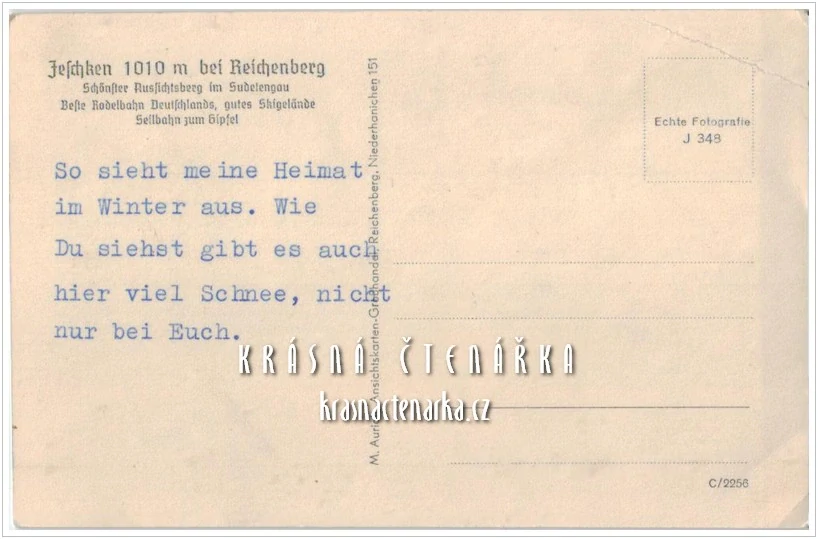 Jeschken 1010 m bei Reichenberg
Schönster Aussichtsberg im Sudetengau
Beste Rodelbahn Deutschlands, gutes Skigelände
Seilbahn zum Gipfel
So sieht meine Heimat
im Winter aus. Wie
Du siehst gibt es auch
hier viel Schnee, nicht
nur bei Euch.
Ansichtskarten-Großhandel, Reichenberg, Niederhanichen 151
Echte Fotografie
J 348
KRÁSNÁ ČTENÁŘKA
krasnactenarka.cz
C/2256